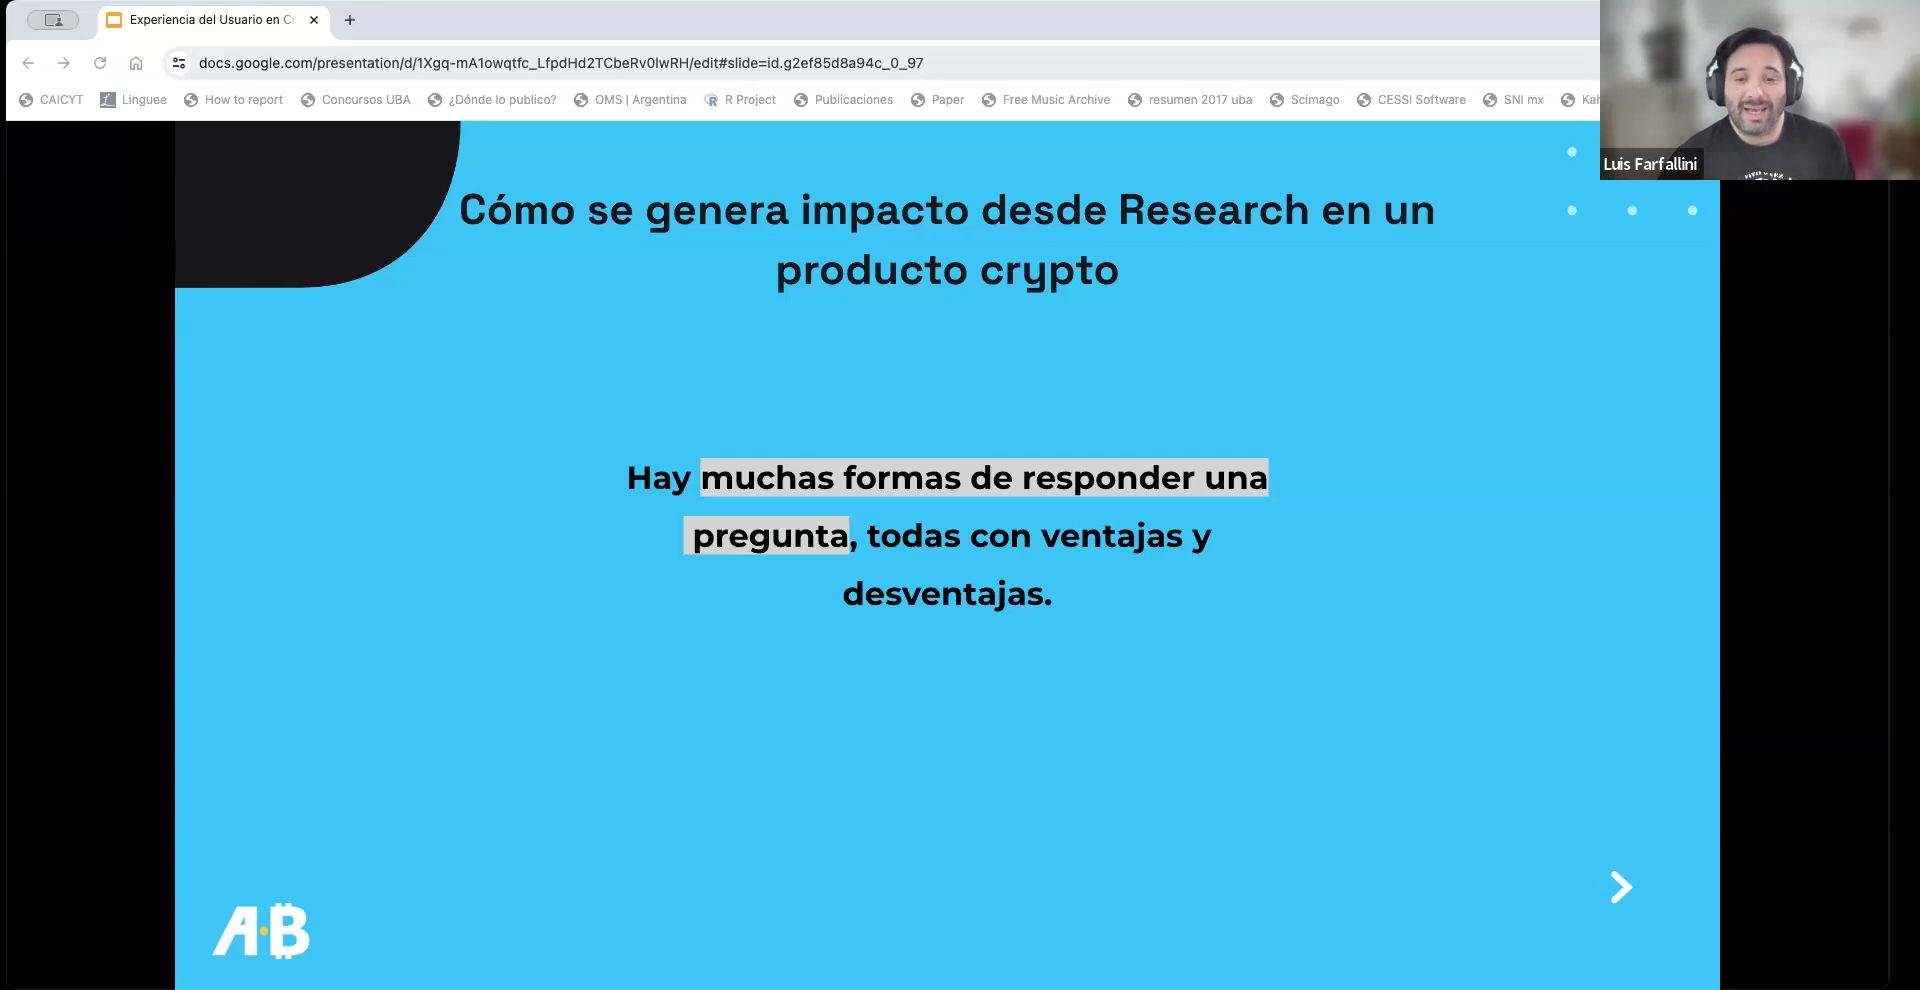 Experiencia del Usuario en C
docs.google.com/presentation/d/1Xgq-mA1owqtfc_LfpdHd2TCbeRv0IwRH/edit#slide=id.g2ef85d8a94c_0_97
CAICYT Linguee How to report Concursos UBA ¿Dónde lo publico? OMS | Argentina R Project Publicaciones Paper Free Music Archive resumen 2017 uba Scimago CESSI Software SNI mx
Luis Farfallini
Cómo se genera impacto desde Research en un
producto crypto
Hay muchas formas de responder una
pregunta, todas con ventajas y
desventajas.
A·B